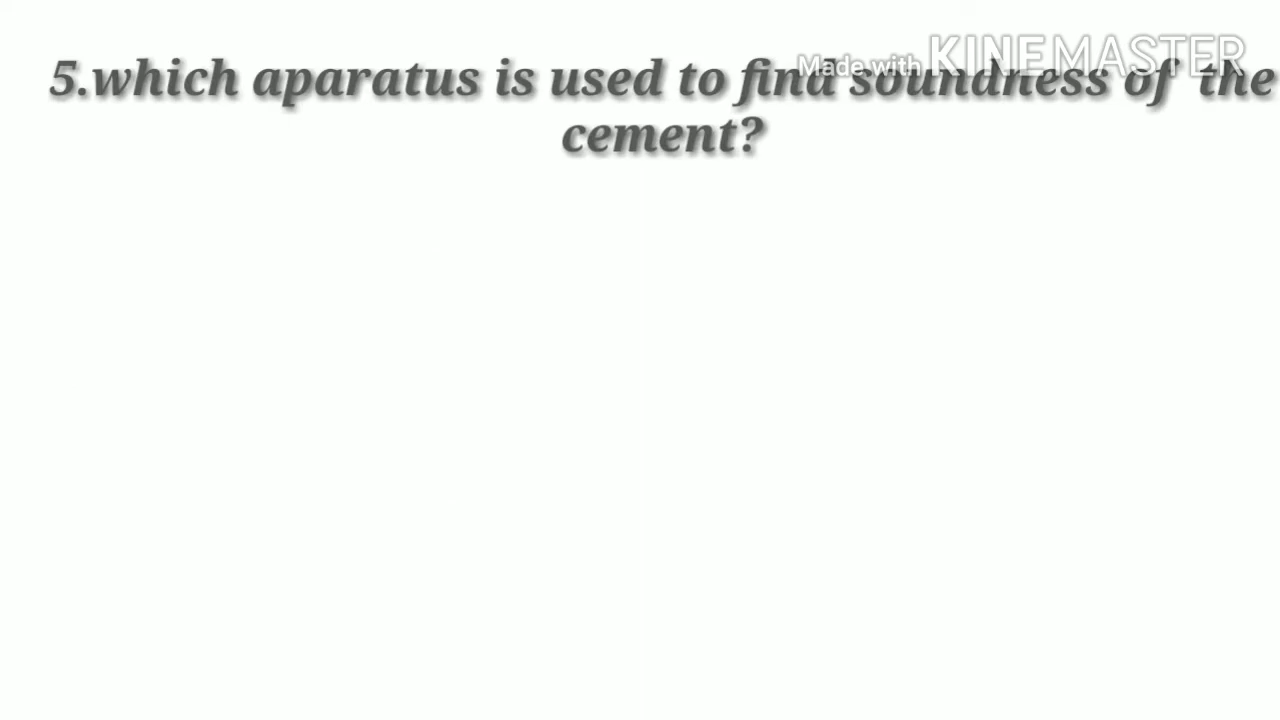 Made with KINEMASTER
5.which aparatus is used to find soundness of the
cement?